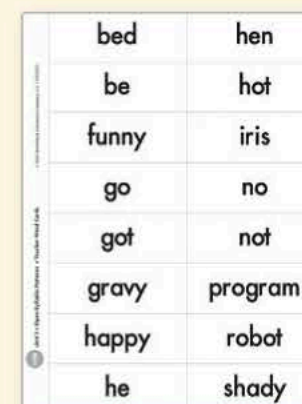 bed hen
be hot
funny iris
go no
got not
gravy program
happy robot
he shady